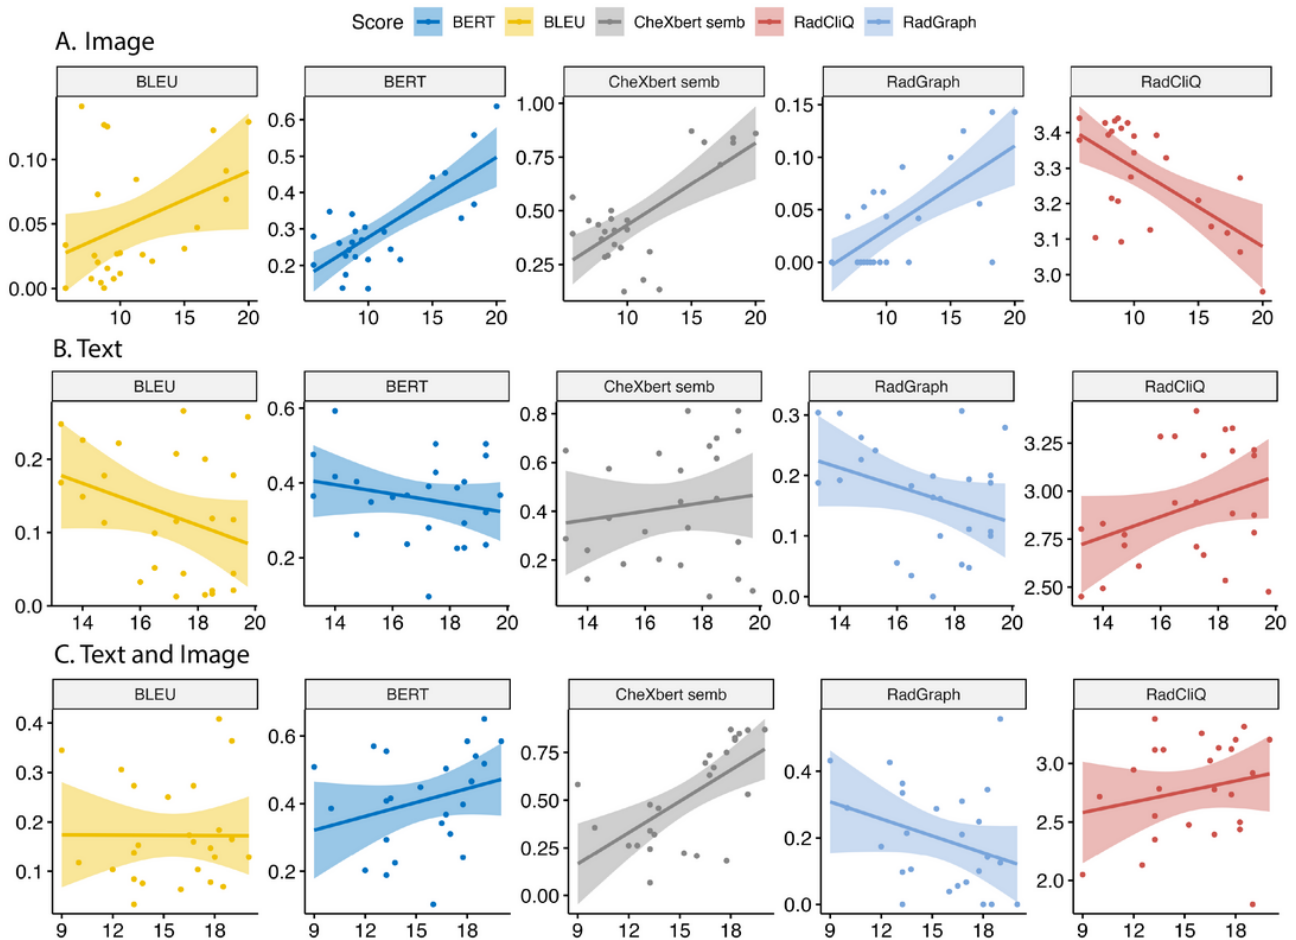 Score BERT BLEU CheXbert semb RadCliQ RadGraph
A. Image
BLEU BERT CheXbert semb RadGraph RadCliQ
0.10 0.05 0.00
0.6 0.5 0.4 0.3 0.2
1.00 0.75 0.50 0.25
0.15 0.10 0.05 0.00
3.4 3.3 3.2 3.1 3.0
10 15 20 10 15 20 10 15 20 10 15 20 10 15 20
B. Text
BLEU BERT CheXbert semb RadGraph RadCliQ
0.2 0.1 0.0
0.6 0.4 0.2
0.8 0.6 0.4 0.2
0.3 0.2 0.1 0.0
3.25 3.00 2.75 2.50
14 16 18 20 14 16 18 20 14 16 18 20 14 16 18 20 14 16 18 20
C. Text and Image
BLEU BERT CheXbert semb RadGraph RadCliQ
0.4 0.3 0.2 0.1
0.6 0.4 0.2
0.75 0.50 0.25 0.00
0.4 0.2 0.0
3.0 2.5 2.0
9 12 15 18 9 12 15 18 9 12 15 18 9 12 15 18 9 12 15 18